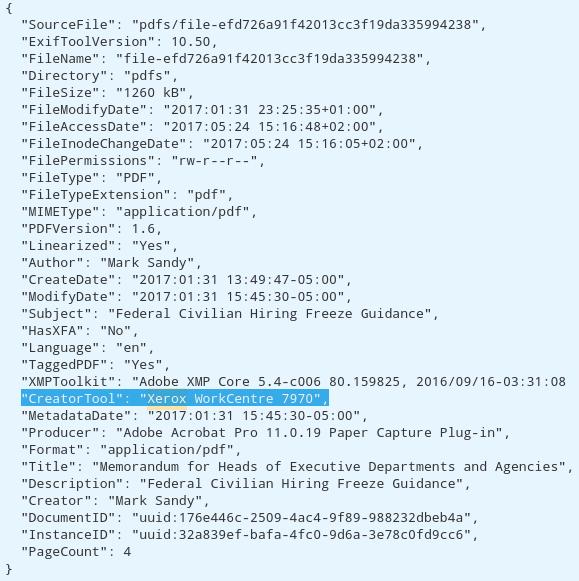 {
"SourceFile": "pdfs/file-efd726a91f42013cc3f19da335994238",
"ExifToolVersion": 10.50,
"FileName": "file-efd726a91f42013cc3f19da335994238",
"Directory": "pdfs",
"FileSize": "1260 kB",
"FileModifyDate": "2017:01:31 23:25:35+01:00",
"FileAccessDate": "2017:05:24 15:16:48+02:00",
"FileInodeChangeDate": "2017:05:24 15:16:05+02:00",
"FilePermissions": "rw-r--r--",
"FileType": "PDF",
"FileTypeExtension": "pdf",
"MIMEType": "application/pdf",
"PDFVersion": 1.6,
"Linearized": "Yes",
"Author": "Mark Sandy",
"CreateDate": "2017:01:31 13:49:47-05:00",
"ModifyDate": "2017:01:31 15:45:30-05:00",
"Subject": "Federal Civilian Hiring Freeze Guidance",
"HasXFA": "No",
"Language": "en",
"TaggedPDF": "Yes",
"XMPToolkit": "Adobe XMP Core 5.4-c006 80.159825, 2016/09/16-03:31:08
"CreatorTool": "Xerox WorkCentre 7970",
"MetadataDate": "2017:01:31 15:45:30-05:00",
"Producer": "Adobe Acrobat Pro 11.0.19 Paper Capture Plug-in",
"Format": "application/pdf",
"Title": "Memorandum for Heads of Executive Departments and Agencies",
"Description": "Federal Civilian Hiring Freeze Guidance",
"Creator": "Mark Sandy",
"DocumentID": "uuid:176e446c-2509-4ac4-9f89-988232dbeb4a",
"InstanceID": "uuid:32a839ef-bafa-4fc0-9d6a-3e78c0fd9cc6",
"PageCount": 4
}